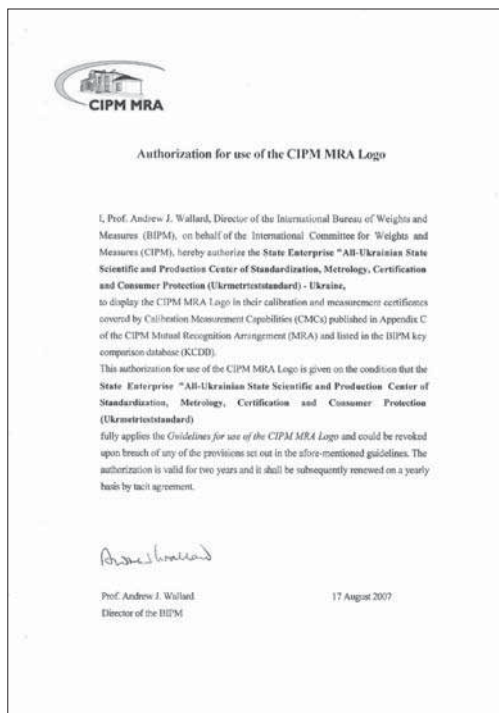 CIPM MRA
Authorization for use of the CIPM MRA Logo
I, Prof. Andrew J. Wallard, Director of the International Bureau of Weights and
Measures (BIPM), on behalf of the International Committee for Weights and
Measures (CIPM), hereby authorize the State Enterprise "All-Ukrainian State
Scientific and Production Center of Standardization, Metrology, Certification
and Consumer Protection (Ukrmetrteststandard) - Ukraine,
to display the CIPM MRA Logo in their calibration and measurement certificates
covered by Calibration Measurement Capabilities (CMCs) published in Appendix C
of the CIPM Mutual Recognition Arrangement (MRA) and listed in the BIPM key
comparison database (KCDD).
This authorization for use of the CIPM MRA Logo is given on the condition that the
State Enterprise "All-Ukrainian State Scientific and Production Center of
Standardization, Metrology, Certification and Consumer Protection
(Ukrmetrteststandard)
fully applies the Guidelines for use of the CIPM MRA Logo and could be revoked
upon breach of any of the provisions set out in the afore-mentioned guidelines. The
authorization is valid for two years and it shall be subsequently renewed on a yearly
basis by tacit agreement.
Andrew Wallard
Prof. Andrew J. Wallard 17 August 2007
Director of the BIPM